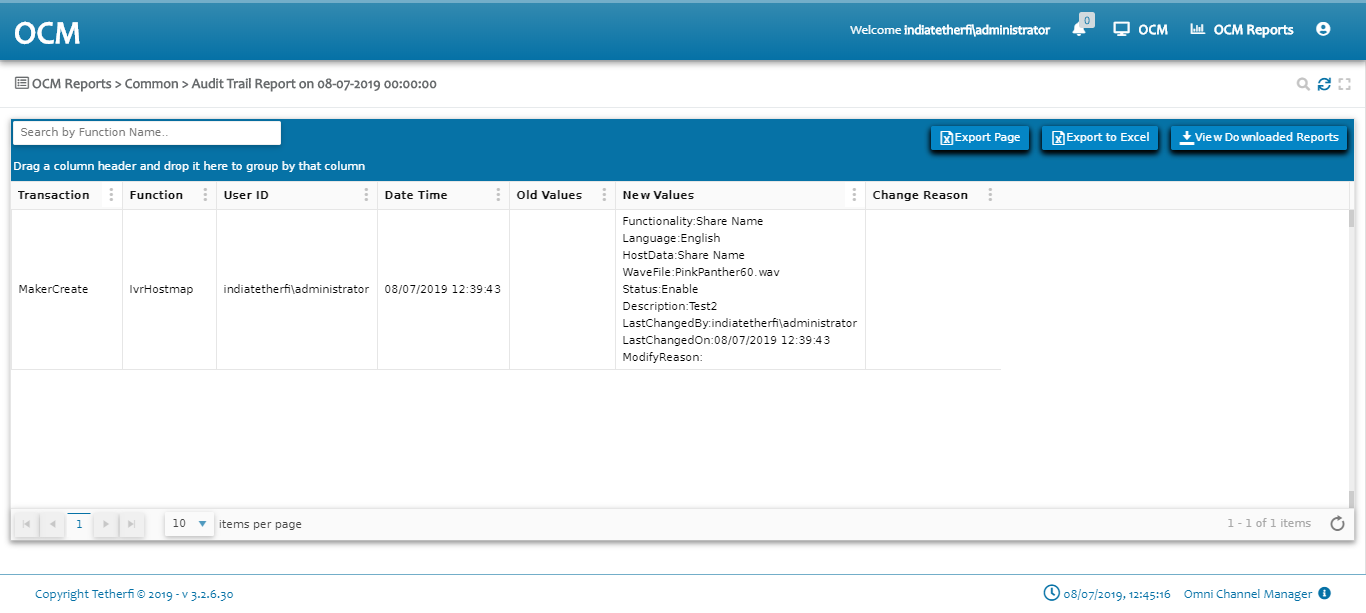 OCM
Welcome indiatetherfi\administrator
0
OCM
OCM Reports
OCM Reports > Common > Audit Trail Report on 08-07-2019 00:00:00
Search by Function Name..
Export Page
Export to Excel
View Downloaded Reports
Drag a column header and drop it here to group by that column
Transaction Function User ID Date Time Old Values New Values Change Reason
MakerCreate IvrHostmap indiatetherfi\administrator 08/07/2019 12:39:43
Functionality:Share Name
Language:English
HostData:Share Name
WaveFile:PinkPanther60.wav
Status:Enable
Description:Test2
LastChangedBy:indiatetherfi\administrator
LastChangedOn:08/07/2019 12:39:43
ModifyReason:
1
10
items per page
1 - 1 of 1 items
Copyright Tetherfi © 2019 - v 3.2.6.30
08/07/2019, 12:45:16
Omni Channel Manager